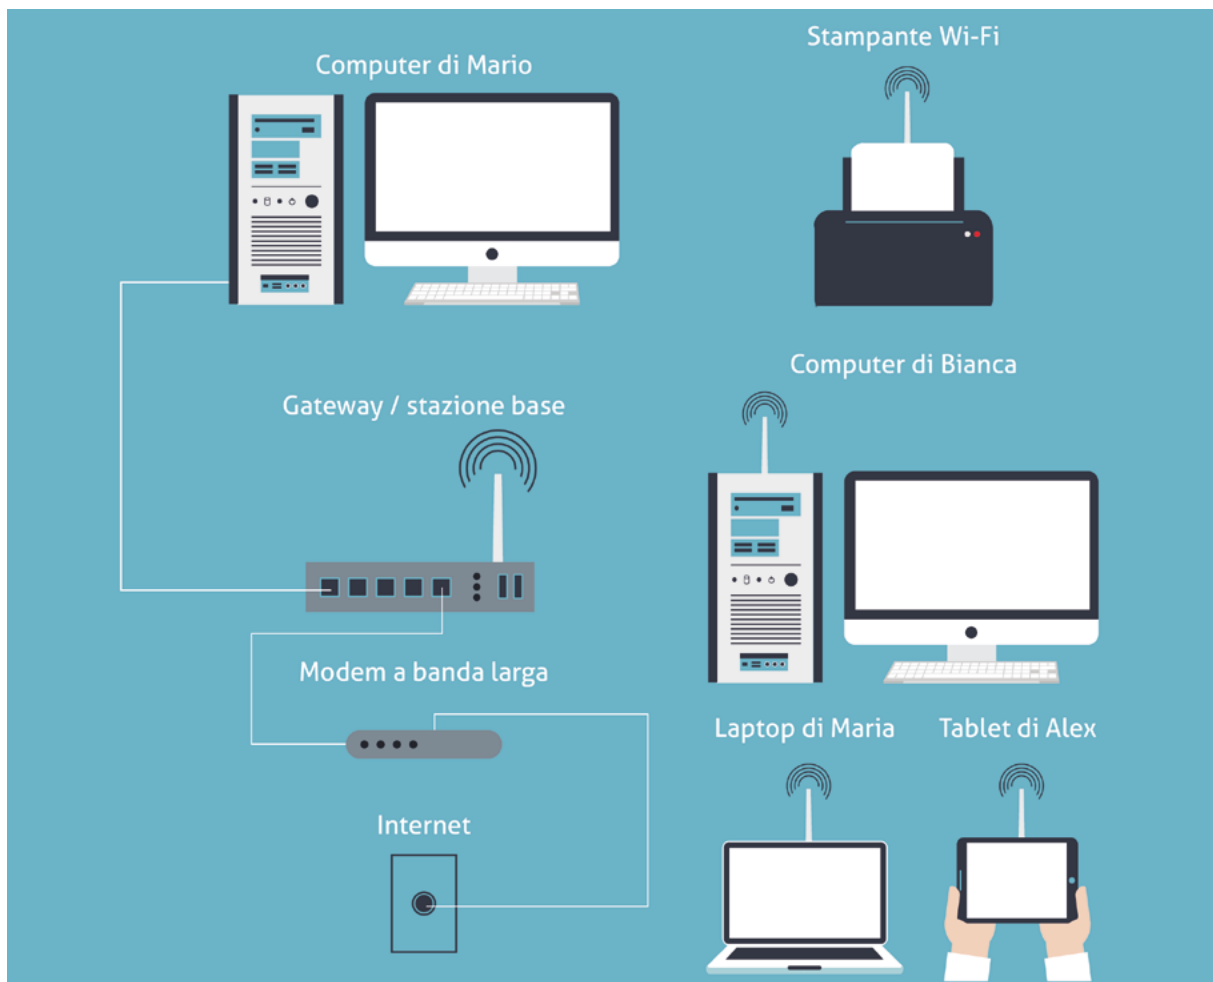 Stampante Wi-Fi
Computer di Mario
Computer di Bianca
Gateway / stazione base
Modem a banda larga
Laptop di Maria
Tablet di Alex
Internet